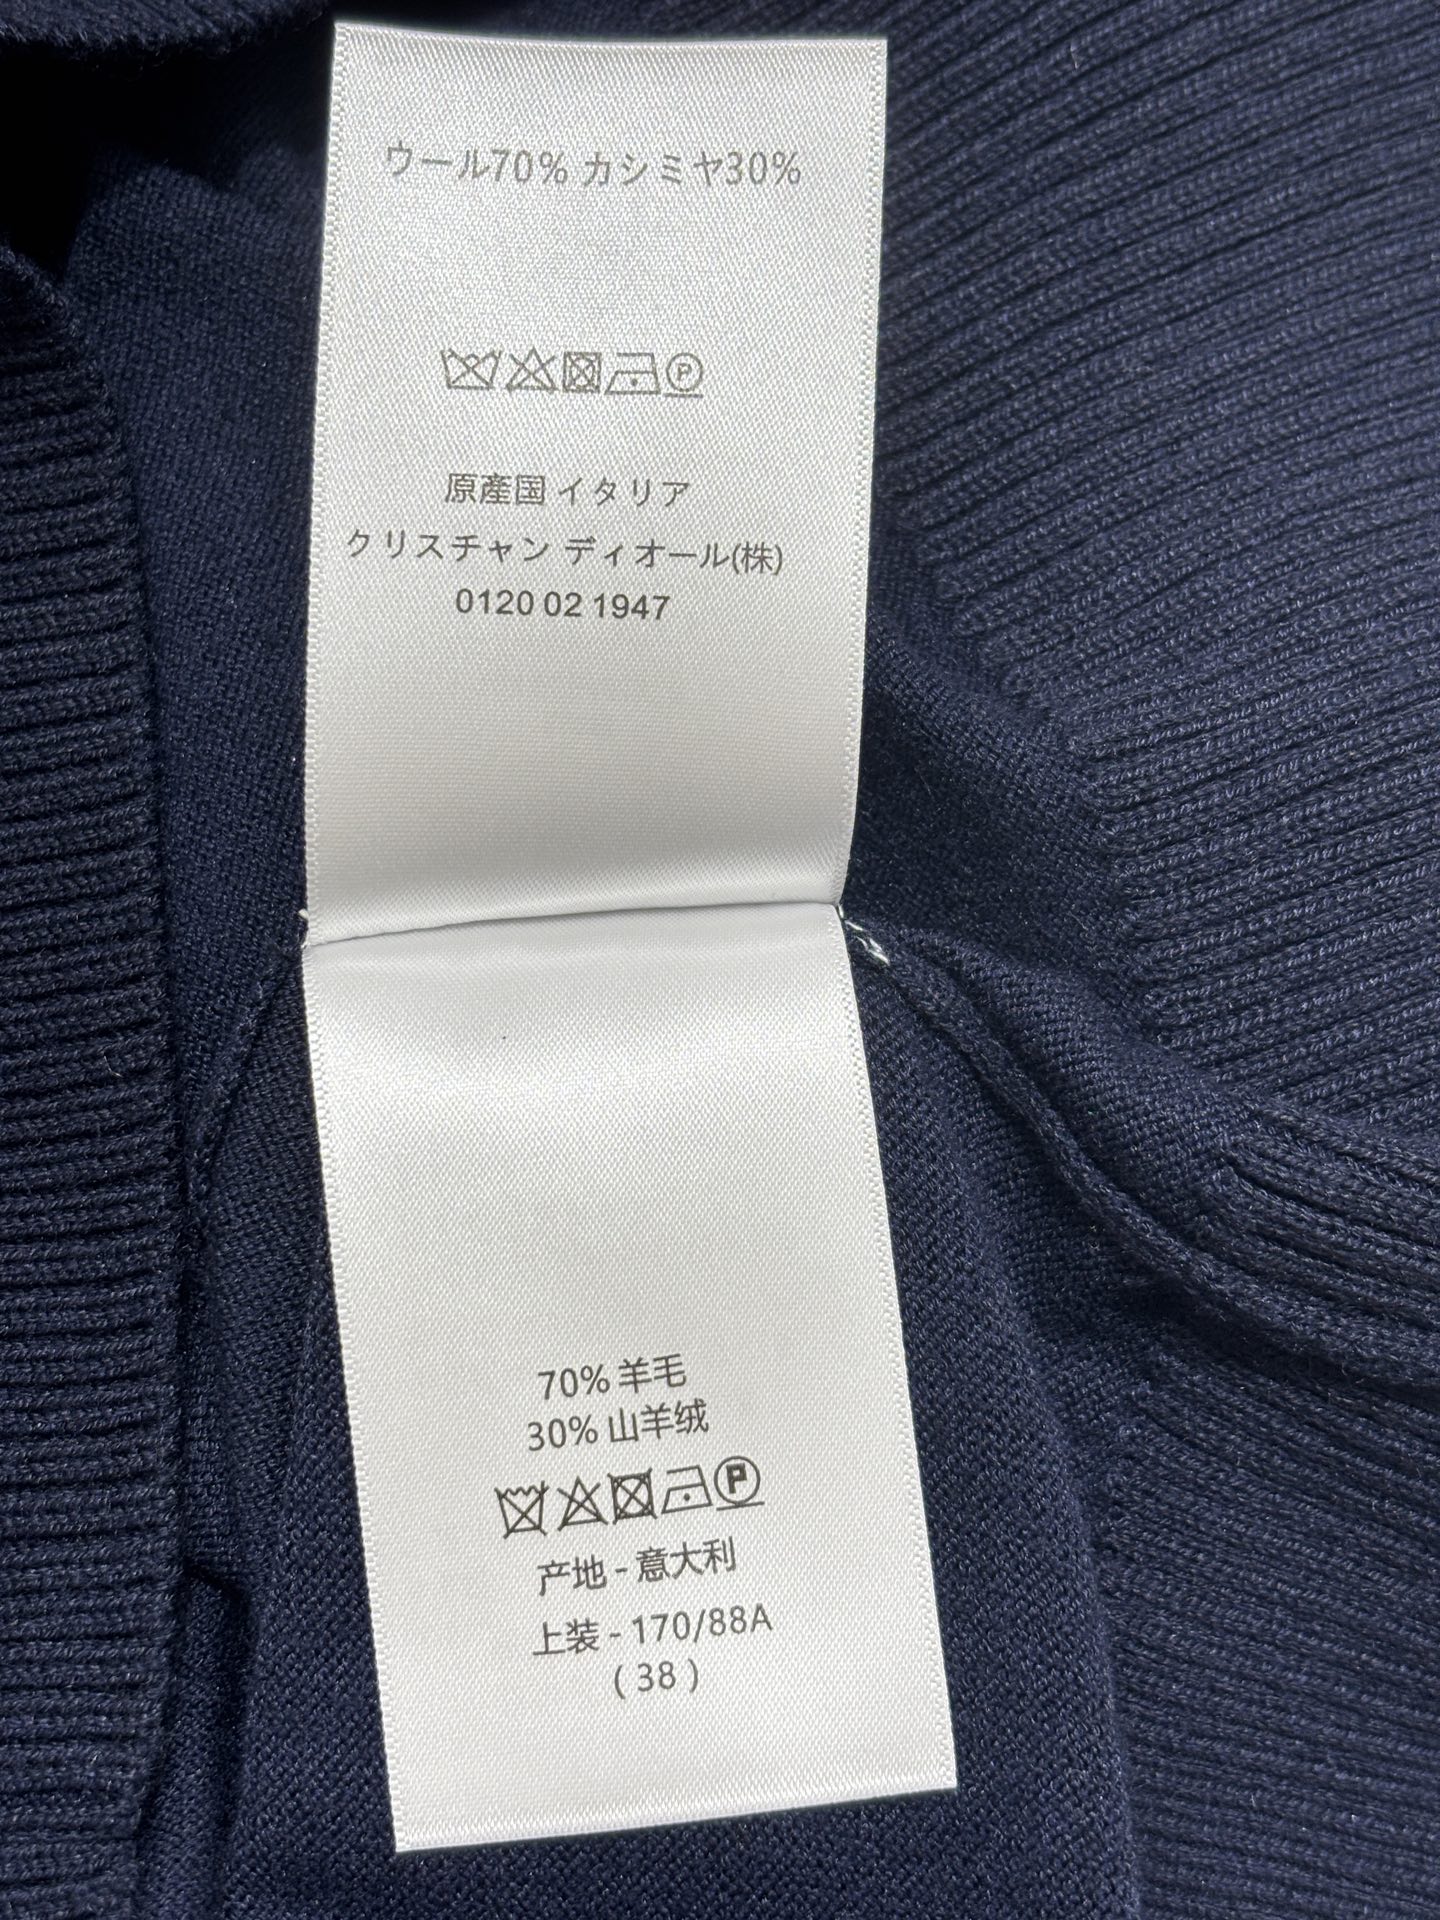 ウール70% カシミヤ30%
原産国 イタリア
クリスチャン ディオール(株)
0120 02 1947
70% 羊毛
30% 山羊绒
产地 - 意大利
上装 - 170/88A
( 38 )